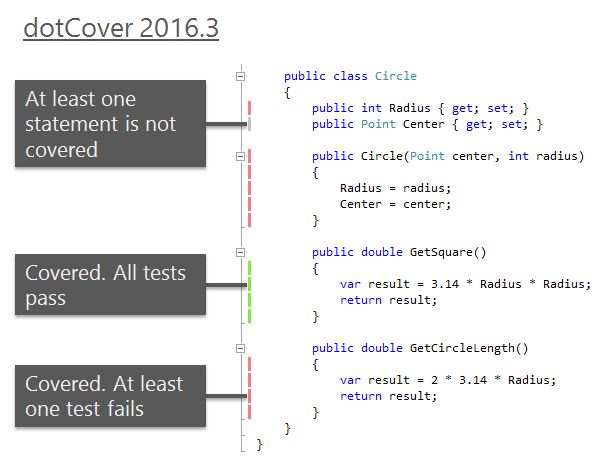 dotCover 2016.3
At least one
statement is not
covered
Covered. All tests
pass
Covered. At least
one test fails
public class Circle
{
public int Radius { get; set; }
public Point Center { get; set; }
public Circle(Point center, int radius)
{
Radius = radius;
Center = center;
}
public double GetSquare()
{
var result = 3.14 * Radius * Radius;
return result;
}
public double GetCircleLength()
{
var result = 2 * 3.14 * Radius;
return result;
}
}
}